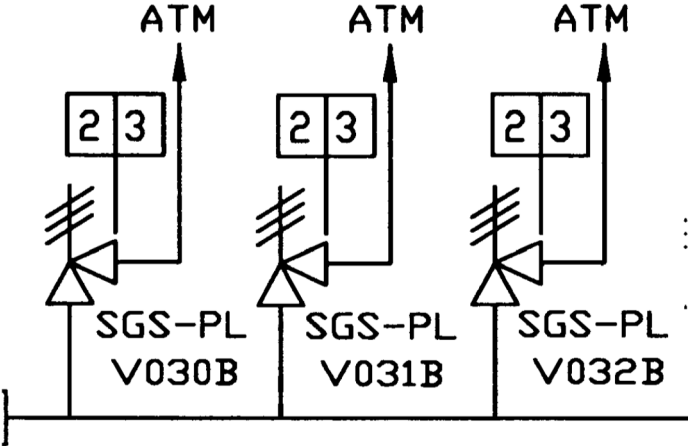 ATM ATM ATM
2 3 2 3 2 3
SGS-PL SGS-PL SGS-PL
V030B V031B V032B